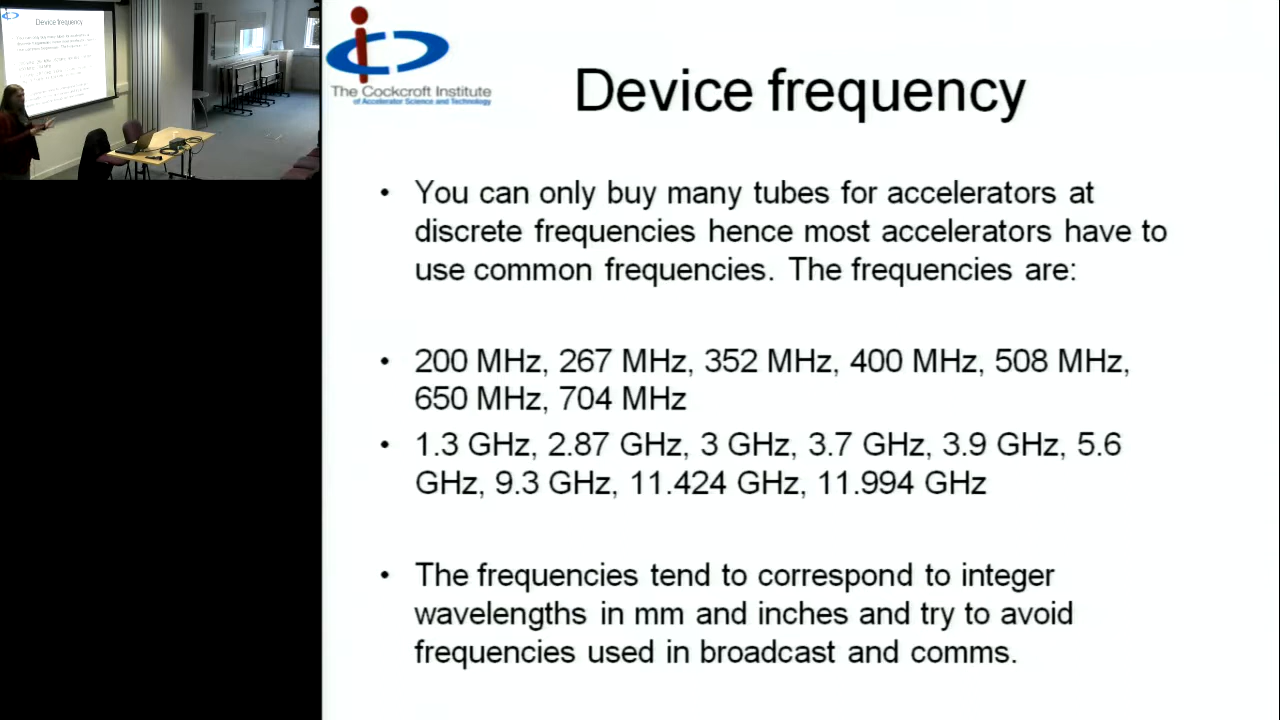 The Cockcroft Institute
of Accelerator Science and Technology
Device frequency
• You can only buy many tubes for accelerators at
discrete frequencies hence most accelerators have to
use common frequencies. The frequencies are:
• 200 MHz, 267 MHz, 352 MHz, 400 MHz, 508 MHz,
650 MHz, 704 MHz
• 1.3 GHz, 2.87 GHz, 3 GHz, 3.7 GHz, 3.9 GHz, 5.6
GHz, 9.3 GHz, 11.424 GHz, 11.994 GHz
• The frequencies tend to correspond to integer
wavelengths in mm and inches and try to avoid
frequencies used in broadcast and comms.
Device frequency